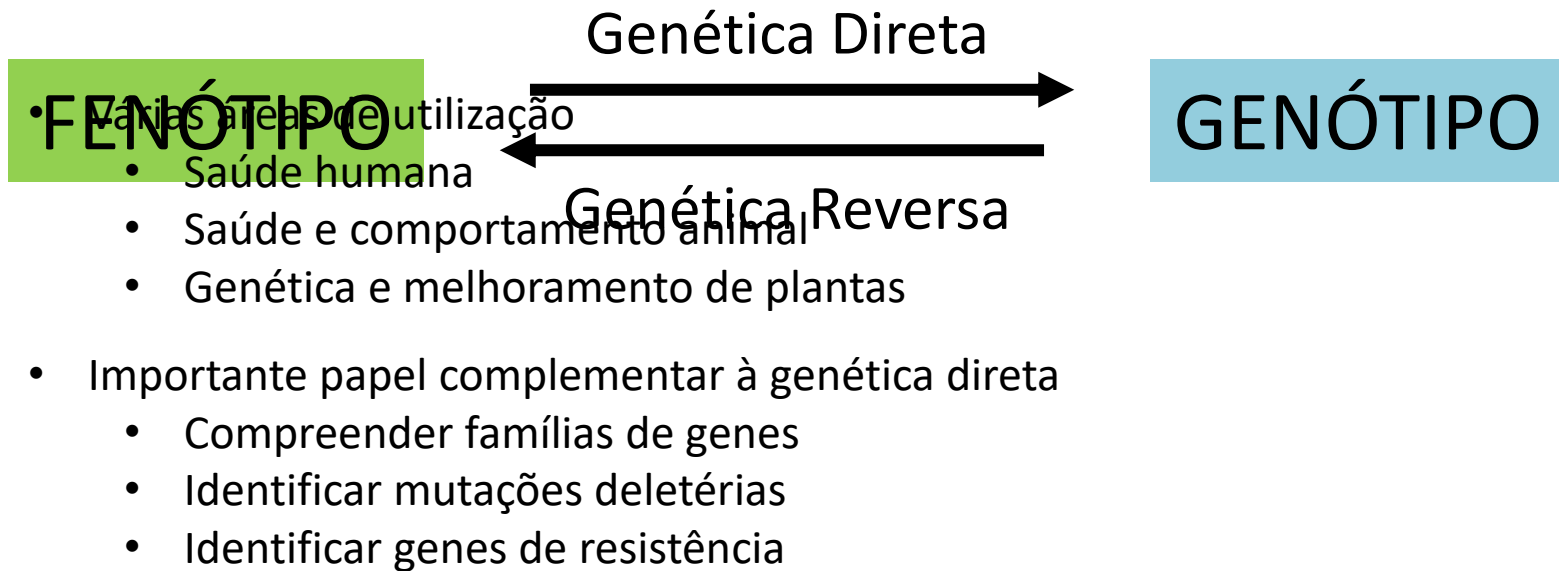 Genética Direta
FENÓTIPO
GENÓTIPO
Genética Reversa
• Várias áreas de utilização
• Saúde humana
• Saúde e comportamento animal
• Genética e melhoramento de plantas
• Importante papel complementar à genética direta
• Compreender famílias de genes
• Identificar mutações deletérias
• Identificar genes de resistência